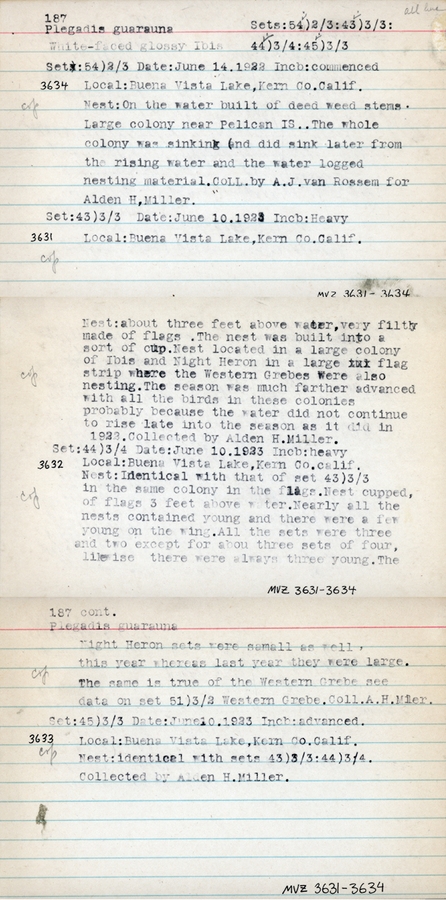 all line
187 Sets:54)2/3:43)3/3:
Plegadis guarauna
White-faced glossy Ibis 44)3/4:45)3/3
Set:54)2/3 Date:June 14.1922 Incb:commenced
3634 Local:Buena Vista Lake,Kern Co.Calif.
cop Nest:On the water built of deed weed stems.
Large colony near Pelican IS..The whole
colony was sinking (nd did sink later from
the rising water and the water logged
nesting material.CoLL.by A.J.van Rossem for
Alden H,Miller.
Set:43)3/3 Date:June 10.1923 Incb:Heavy
3631 Local:Buena Vista Lake,Kern Co.Calif.
cop
MVZ 3631-3634
Nest:about three feet above water,very filty
made of flags .The nest was built into a
sort of cup.Nest located in a large colony
of Ibis and Night Heron in a large flag
cop strip where the Western Grebes were also
nesting.The season was much farther advanced
with all the birds in these colonies
probably because the water did not continue
to rise late into the season as it did in
1922.Collected by Alden H.Miller.
Set:44)3/4 June 10.1923 Incb:heavy
3632 Local:Buena Vista Lake,Kern Co.calif.
Nest:Identical with that of set 43)3/3
cop in the same colony in the flags.Nest cupped,
of flags 3 feet above w ter.Nearly all the
nests contained young and there were a few
young on the wing.All the sets were three
and two except for abou three sets of four,
likwise there were always three young.The
MVZ 3631-3634
187 cont.
Plegadis guarauna
Night Heron sets were samall as well ,
cop this year whereas last year they were large.
The same is true of the Western Grebe see
data on set 51)3/2 Western Grebe.Coll.A.H.Mler.
Set:45)3/3 Date:June10.1923 Incb:advanced.
3633 Local:Buena Vista Lake,Kern Co.Calif.
cop Nest:identical with sets 43)3/3:44)3/4.
Collected by Alden H.Miller.
MVZ 3631-3634